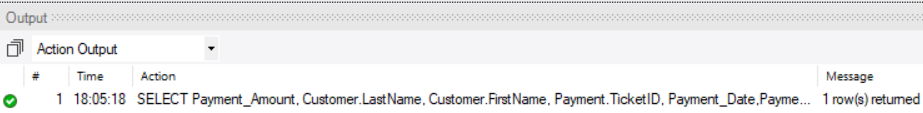 Output
Action Output
# Time Action Message
1 18:05:18 SELECT Payment_Amount, Customer.LastName, Customer.FirstName, Payment.TicketID, Payment_Date,Payme... 1 row(s) returned